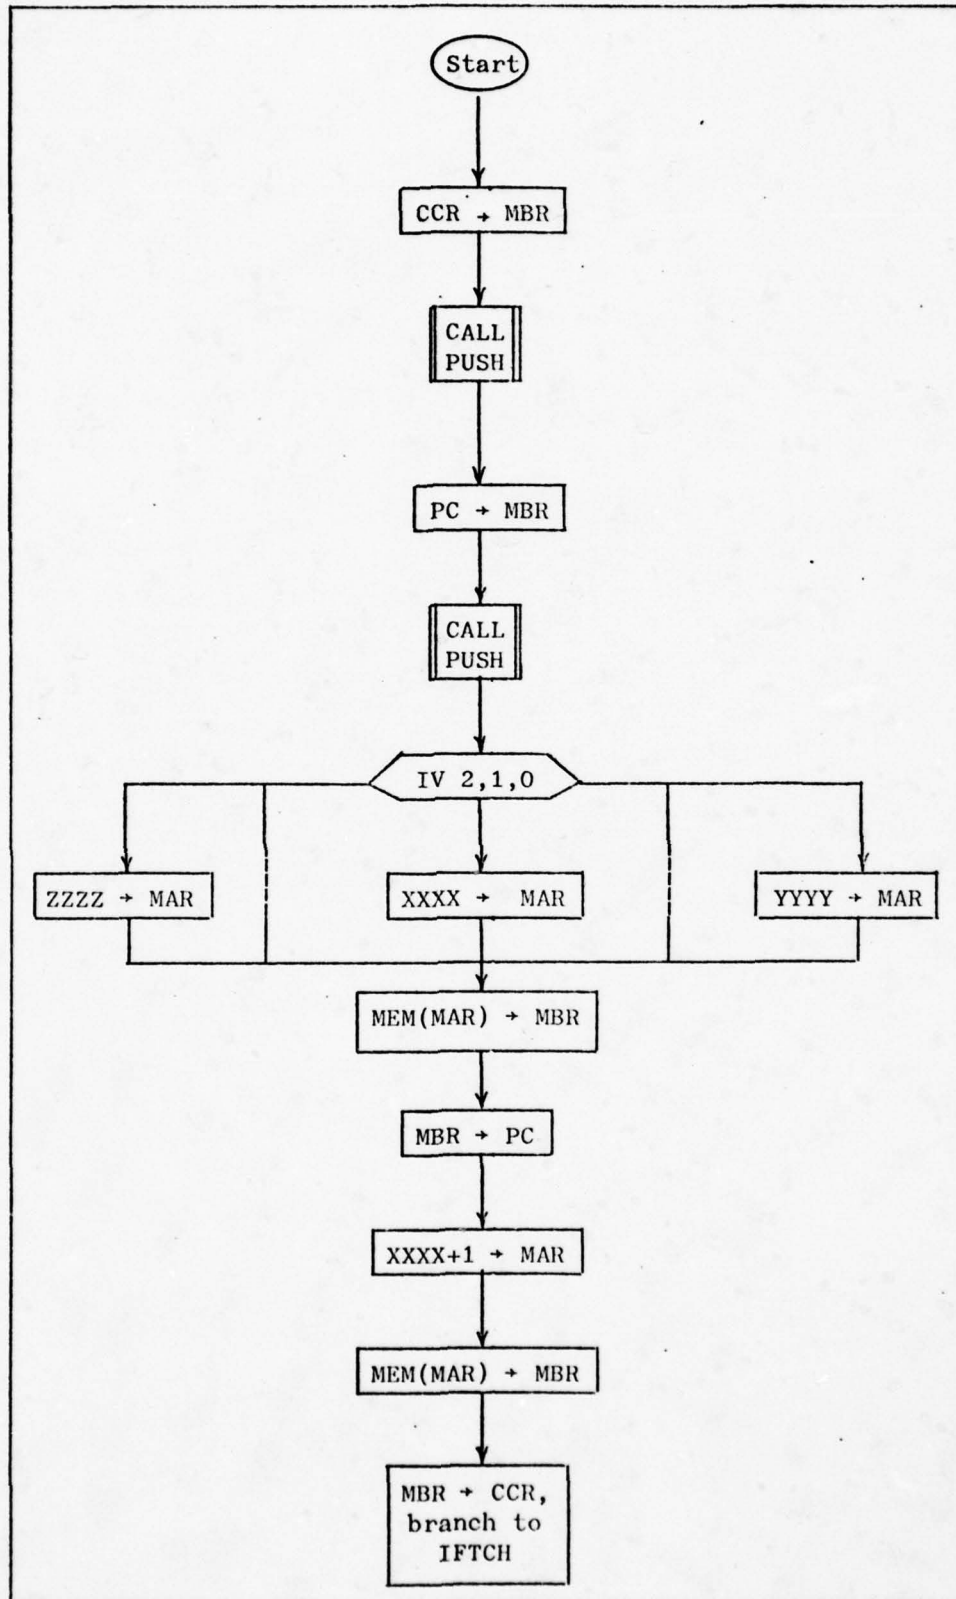 Start
CCR → MBR
CALL
PUSH
PC → MBR
CALL
PUSH
IV 2,1,0
ZZZZ → MAR
XXXX → MAR
YYYY → MAR
MEM(MAR) → MBR
MBR → PC
XXXX+1 → MAR
MEM(MAR) → MBR
MBR → CCR,
branch to
IFTCH